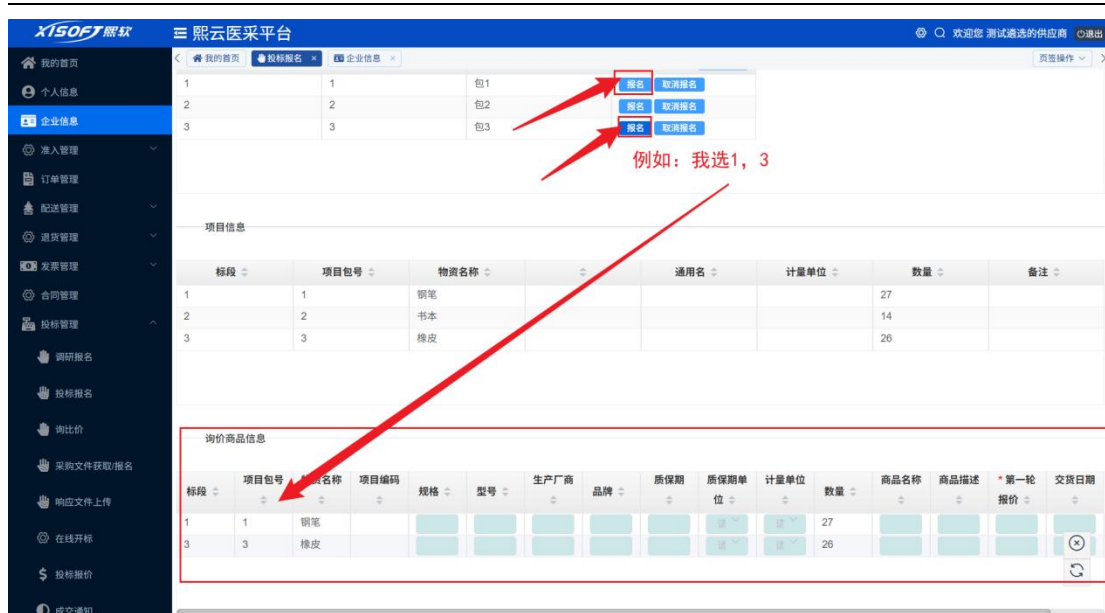 XISOFT熙软
熙云医采平台
欢迎您 测试遴选的供应商 退出
我的首页
投标报名 ×
企业信息 ×
页签操作
我的首页
个人信息
企业信息
准入管理
订单管理
配送管理
退货管理
发票管理
合同管理
投标管理
调研报名
投标报名
询比价
采购文件获取/报名
响应文件上传
在线开标
投标报价
成交通知
1 1 包1 报名 取消报名
2 2 包2 报名 取消报名
3 3 包3 报名 取消报名
例如：我选1，3
项目信息
标段 项目包号 物资名称 通用名 计量单位 数量 备注
1 1 钢笔 27
2 2 书本 14
3 3 橡皮 26
询价商品信息
标段 项目包号 名称 项目编码 规格 型号 生产厂商 品牌 质保期 质保期单位 计量单位 数量 商品名称 商品描述 *第一轮报价 交货日期
1 1 钢笔 27
3 3 橡皮 26